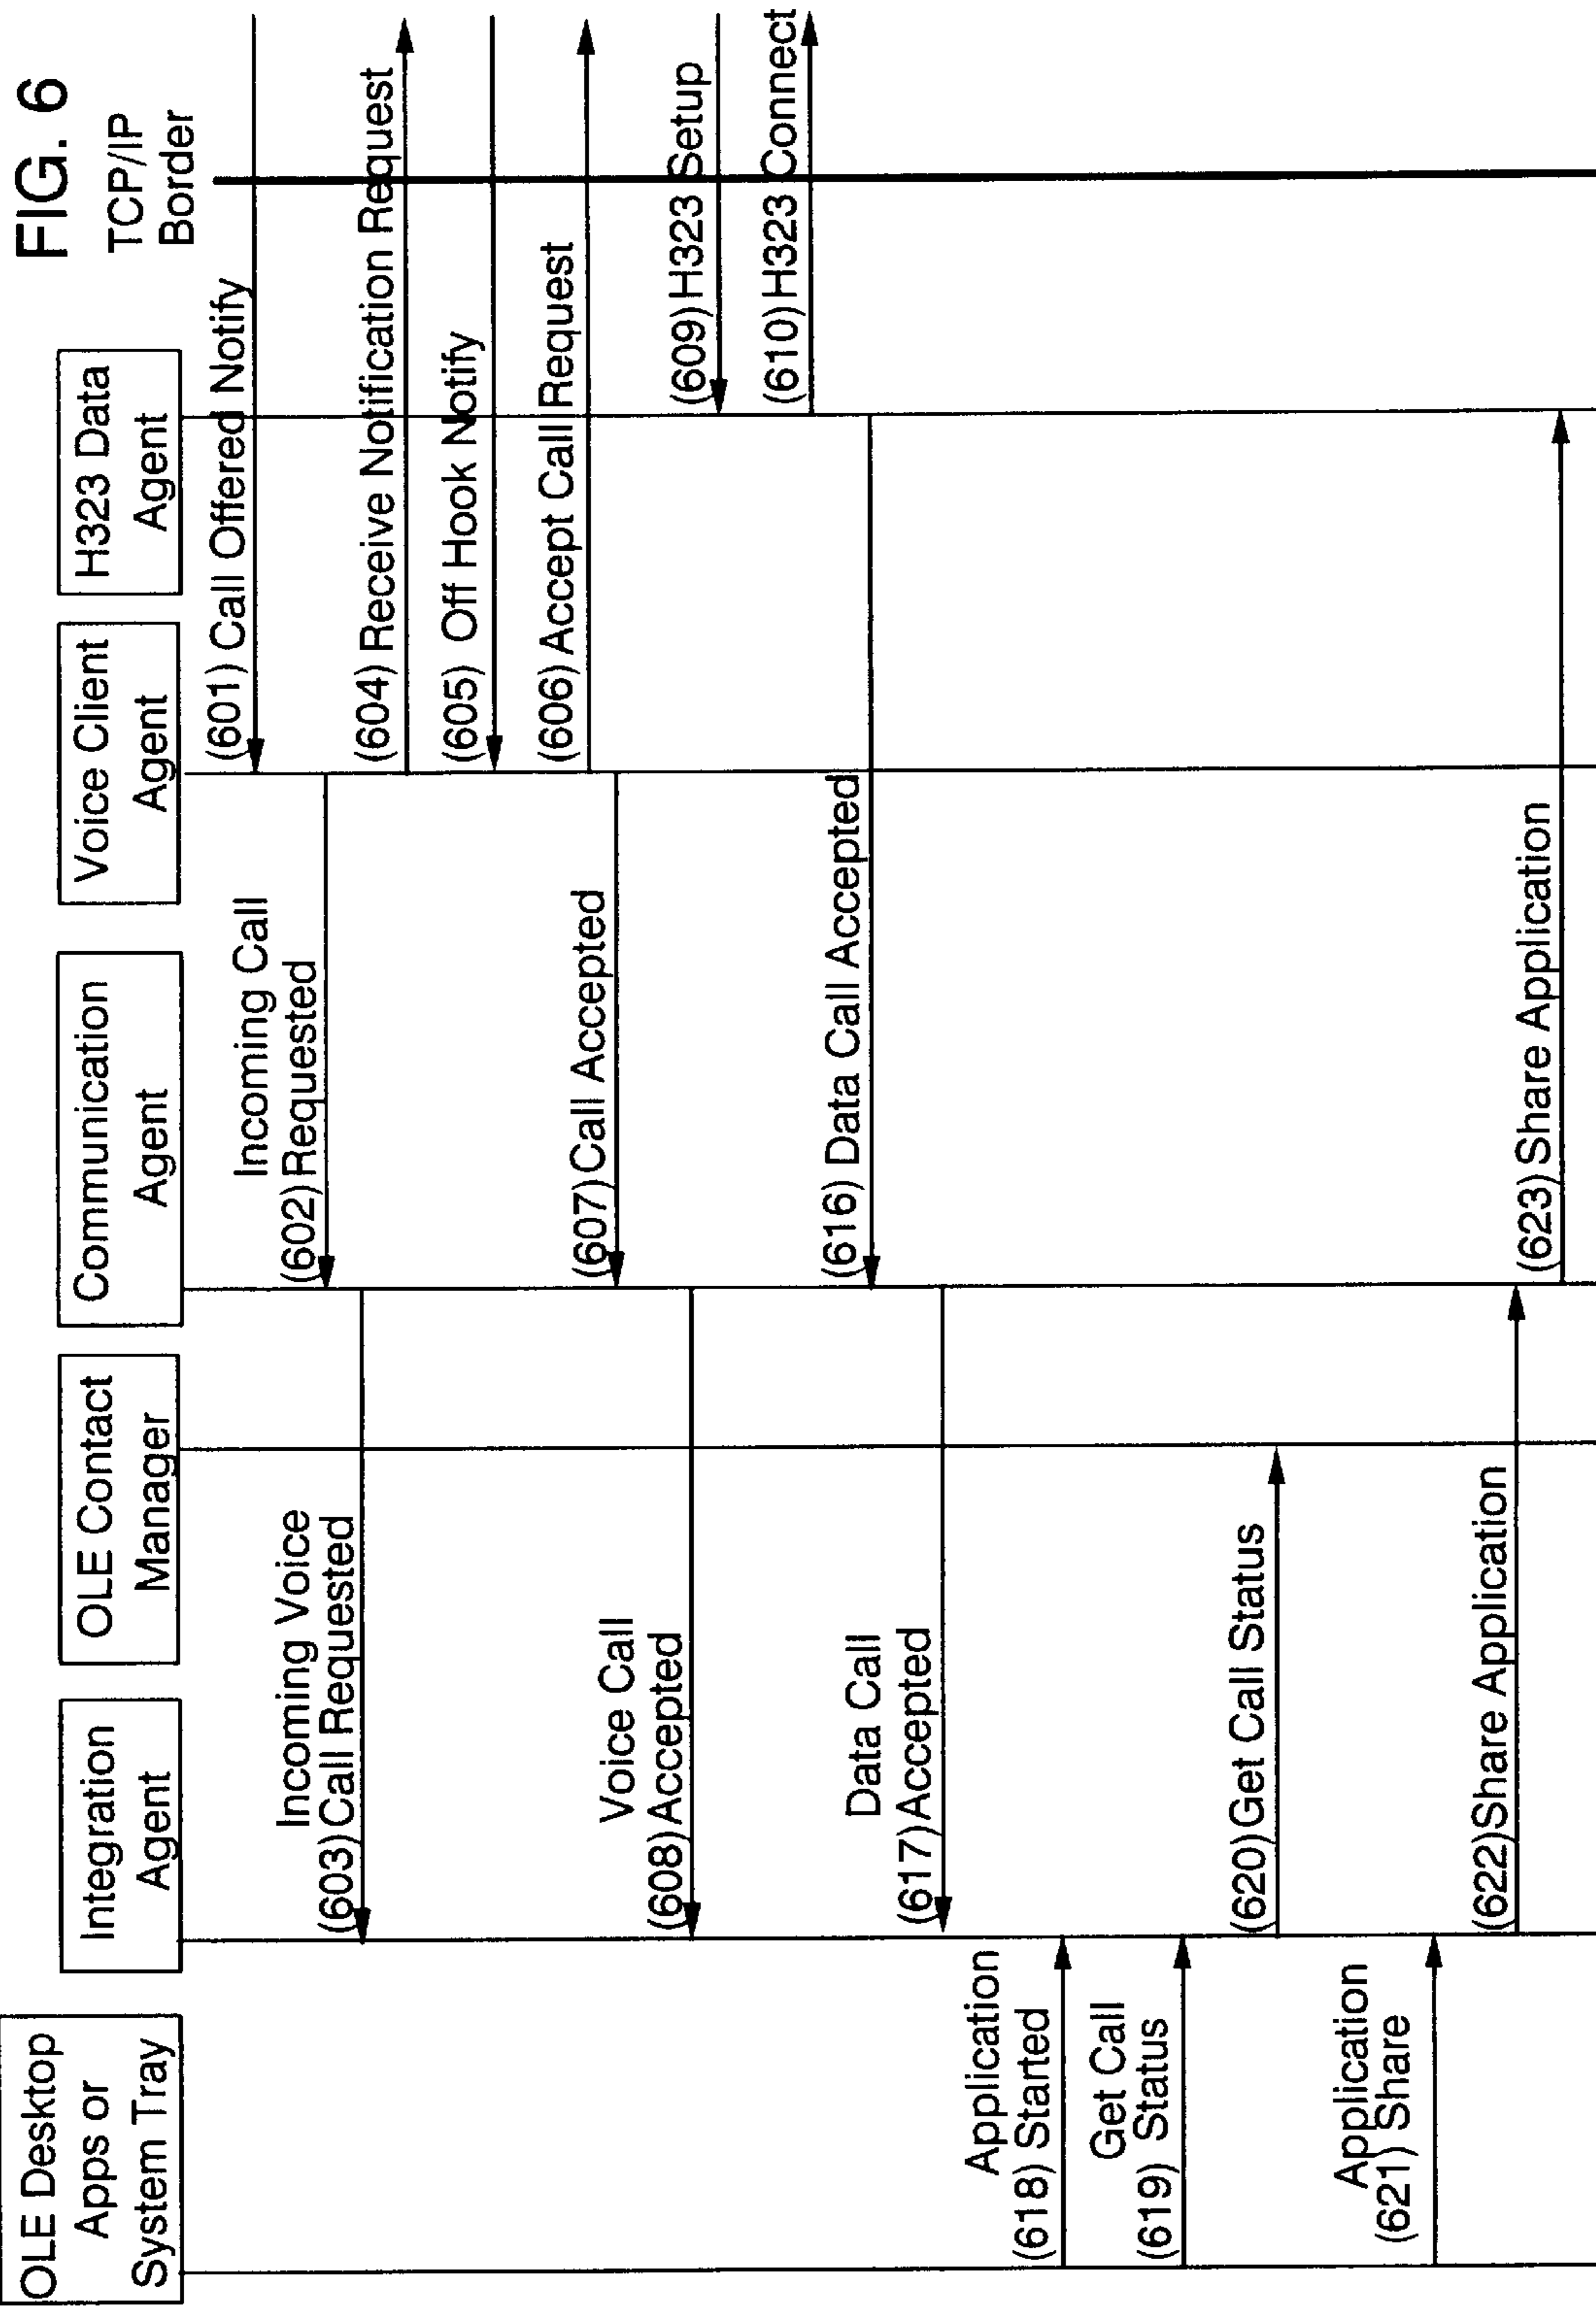 FIG. 6
OLE Desktop
Apps or
System Tray
Integration
Agent
OLE Contact
Manager
Communication
Agent
Voice Client
Agent
H323 Data
Agent
TCP/IP
Border
(601) Call Offered Notify
Incoming Call
(602) Requested
Incoming Voice
(603) Call Requested
(604) Receive Notification Request
(605) Off Hook Notify
(606) Accept Call Request
(607) Call Accepted
Voice Call
(608) Accepted
(609) H323 Setup
(610) H323 Connect
(616) Data Call Accepted
Data Call
(617) Accepted
Application
(618) Started
Get Call
(619) Status
(620) Get Call Status
Application
(621) Share
(622) Share Application
(623) Share Application